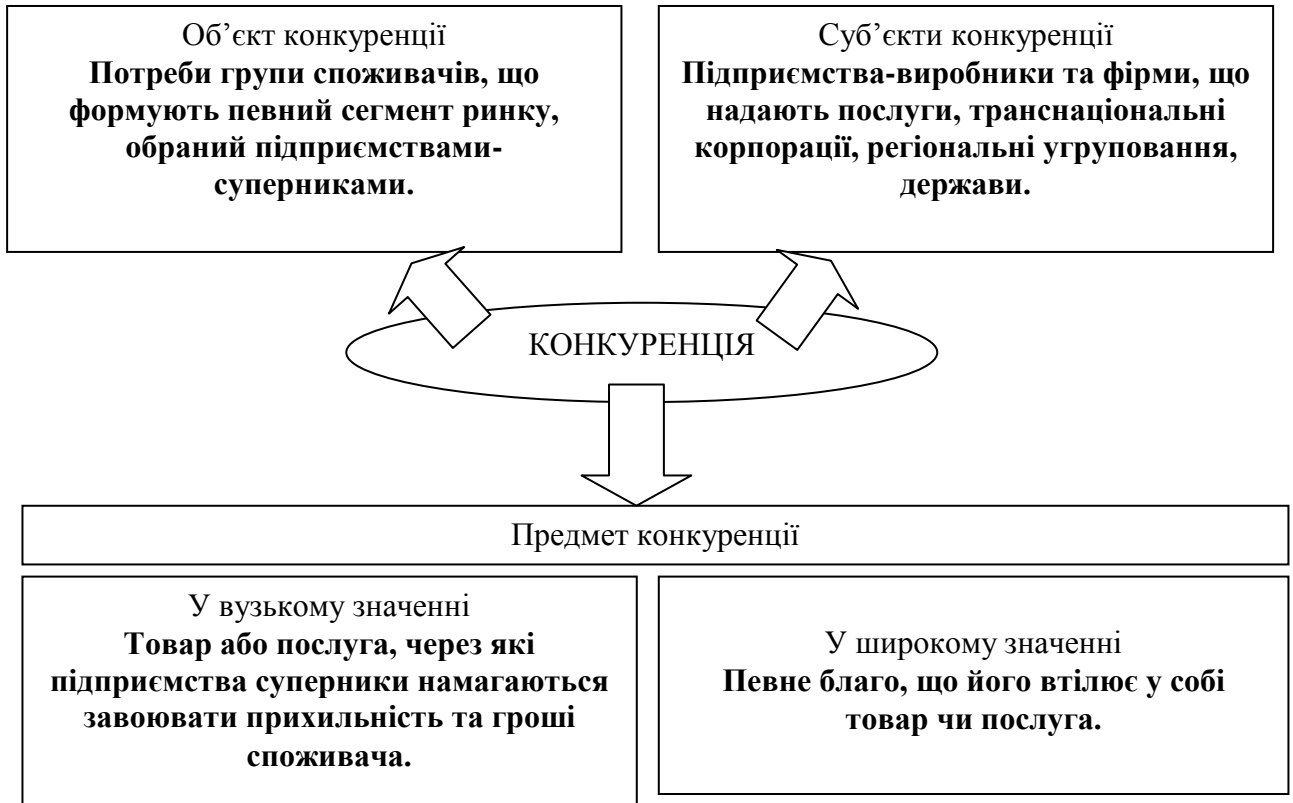 Об’єкт конкуренції
Потреби групи споживачів, що
формують певний сегмент ринку,
обраний підприємствами-
суперниками.
Суб’єкти конкуренції
Підприємства-виробники та фірми, що
надають послуги, транснаціональні
корпорації, регіональні угруповання,
держави.
КОНКУРЕНЦІЯ
Предмет конкуренції
У вузькому значенні
Товар або послуга, через які
підприємства суперники намагаються
завоювати прихильність та гроші
споживача.
У широкому значенні
Певне благо, що його втілює у собі
товар чи послуга.